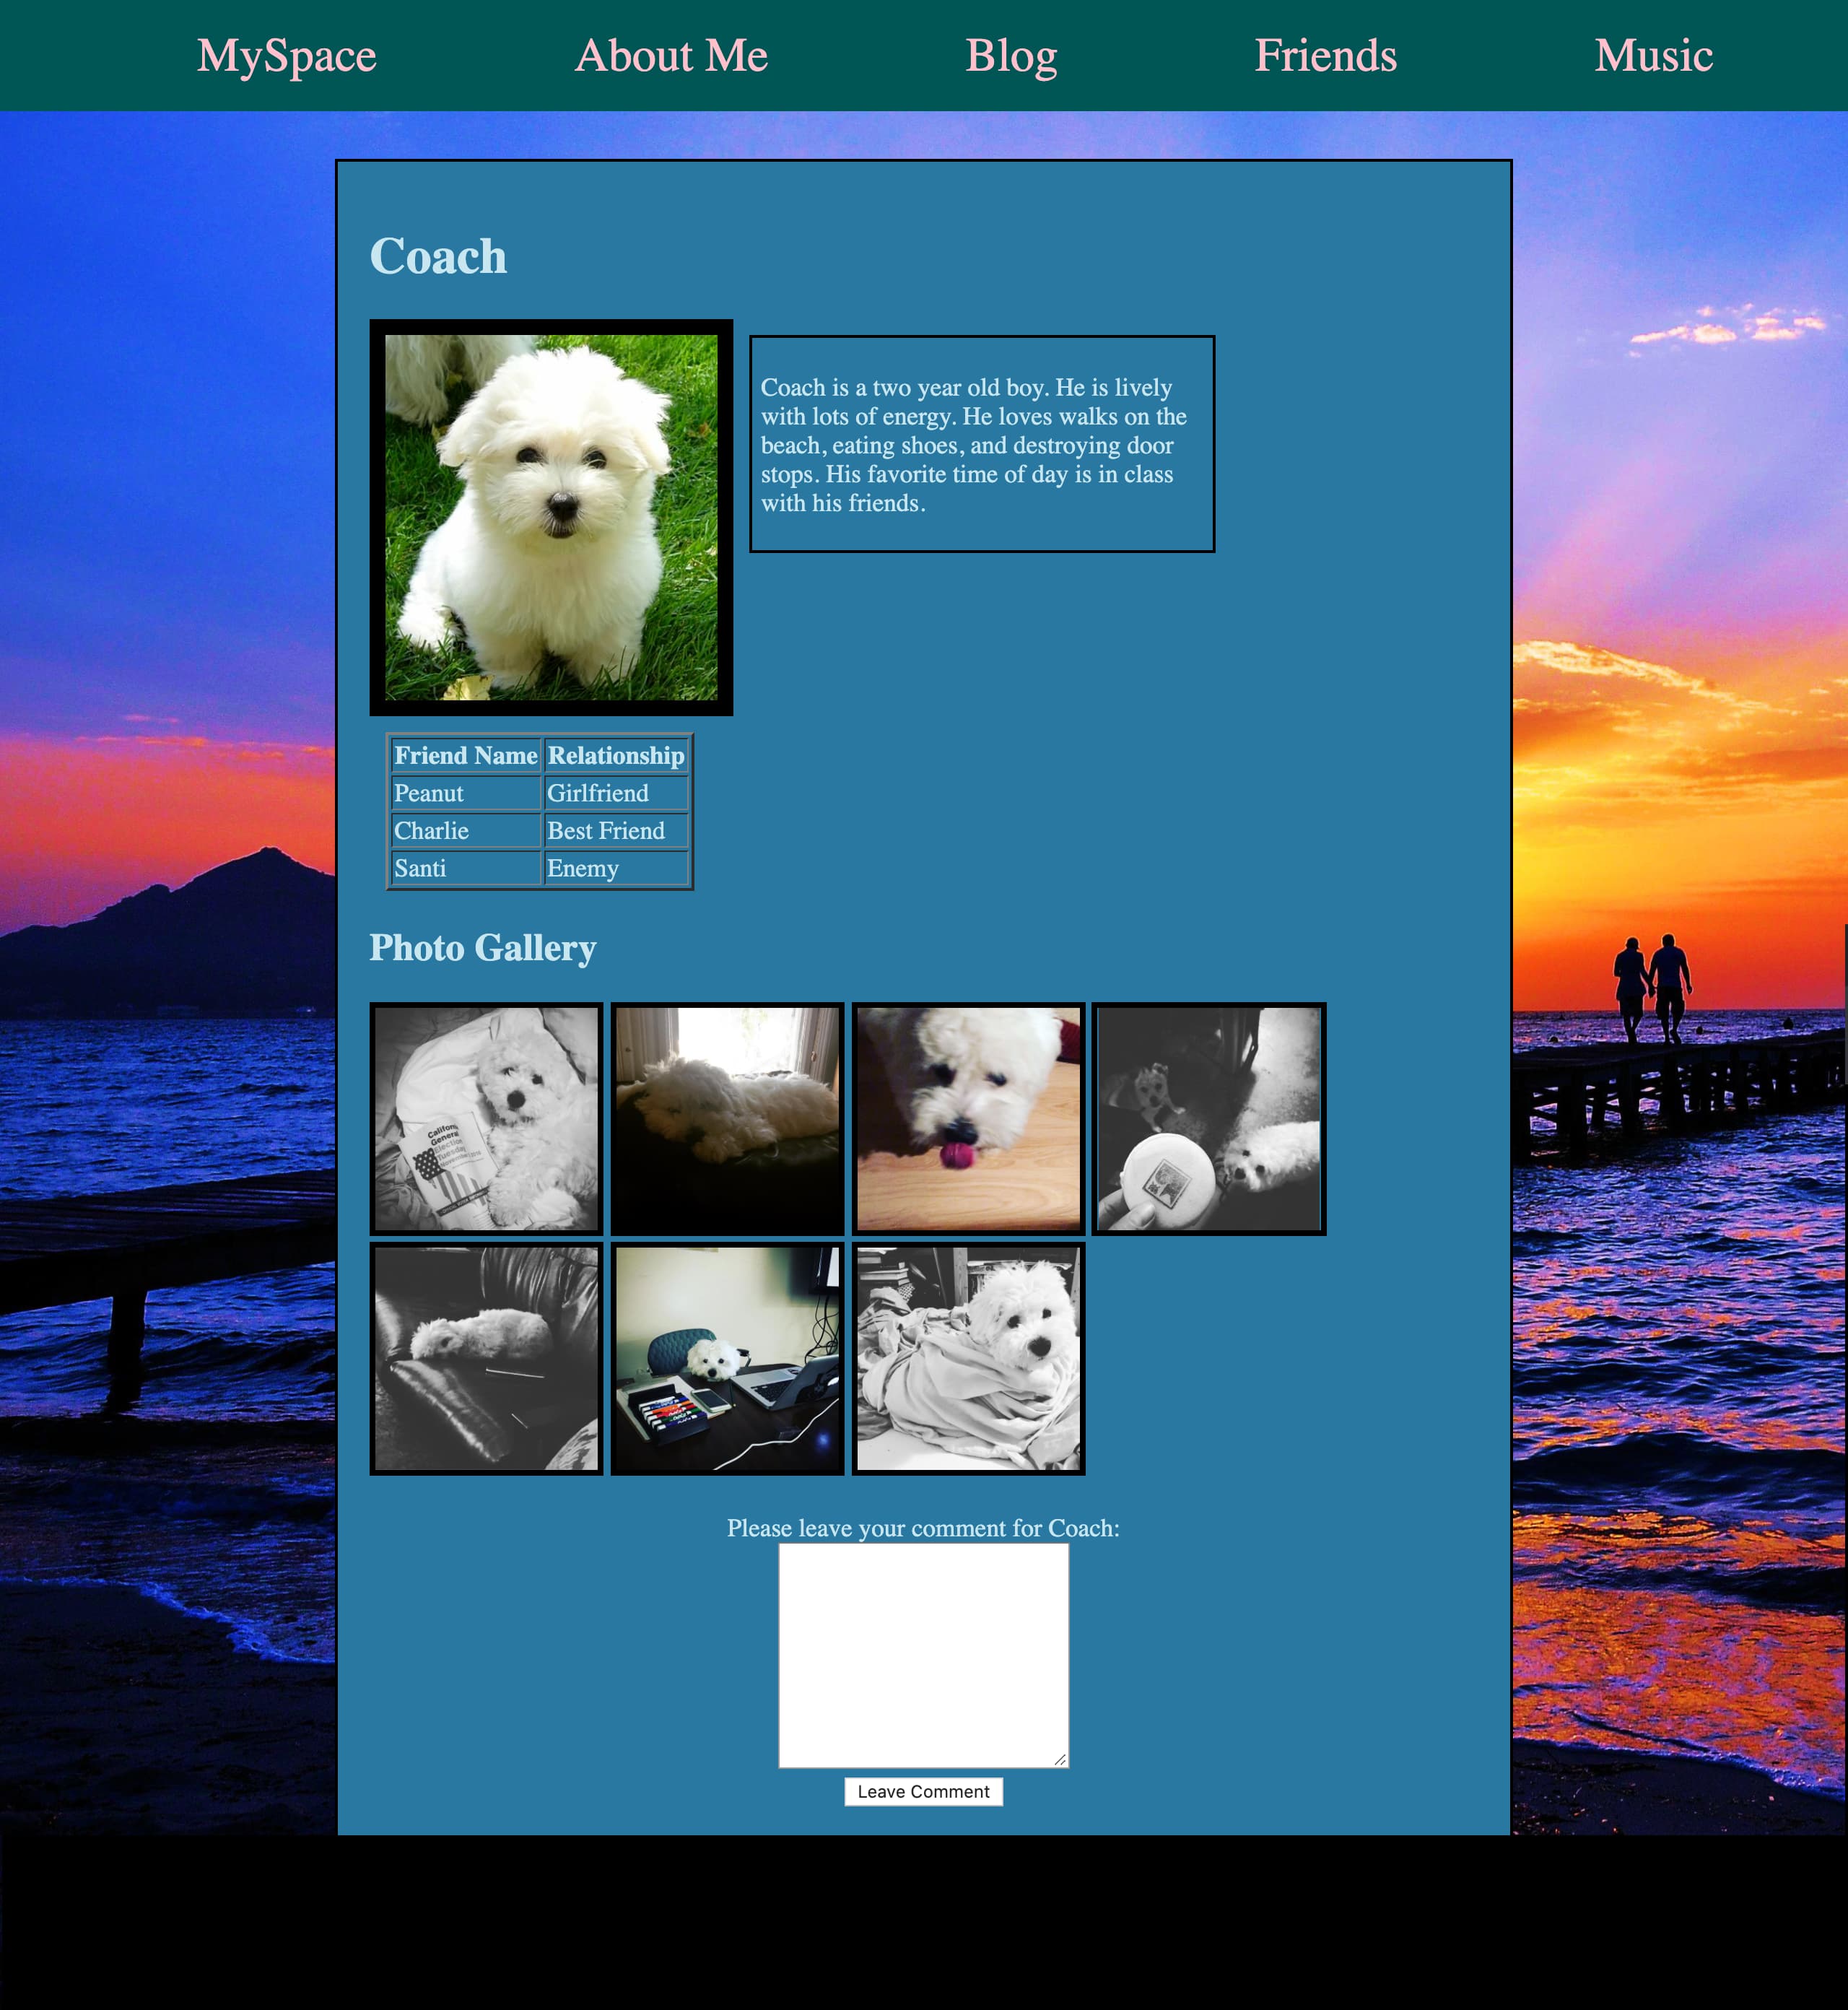 MySpace About Me Blog Friends Music
Coach
Coach is a two year old boy. He is lively
with lots of energy. He loves walks on the
beach, eating shoes, and destroying door
stops. His favorite time of day is in class
with his friends.
Friend Name Relationship
Peanut Girlfriend
Charlie Best Friend
Santi Enemy
Photo Gallery
General
Election
Tuesday
Please leave your comment for Coach:
Leave Comment